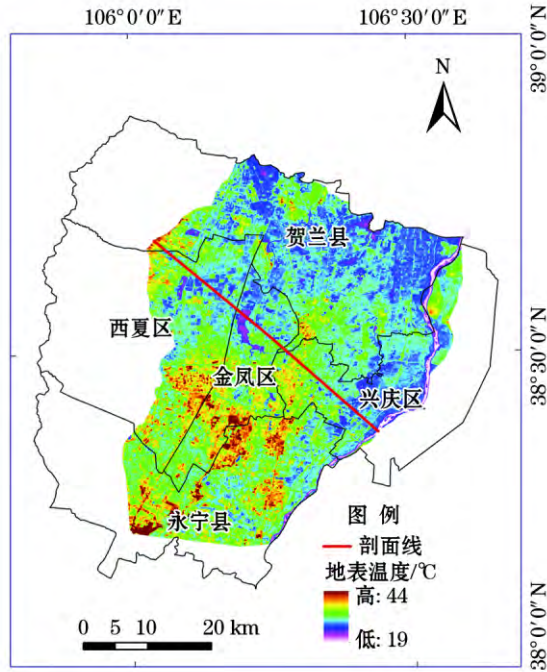 106°0′0″E
106°30′0″E
39°0′0″N
N
贺兰县
西夏区
38°30′0″N
金凤区
兴庆区
图 例
永宁县
剖面线
地表温度/℃
高: 44
低: 19
0 5 10 20 km
38°0′0″N